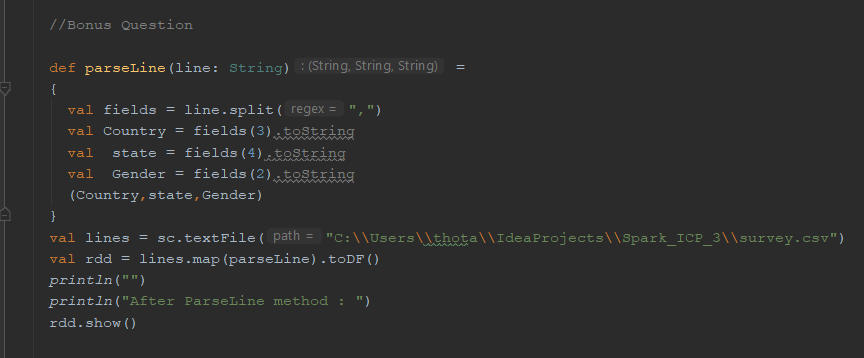 //Bonus Question
def parseLine(line: String) : (String, String, String) =
{
val fields = line.split( regex = ",")
val Country = fields(3).toString
val  state = fields(4).toString
val  Gender = fields(2).toString
(Country,state,Gender)
}
val lines = sc.textFile( path = "C:\\Users\\thota\\IdeaProjects\\Spark_ICP_3\\survey.csv")
val rdd = lines.map(parseLine).toDF()
println("")
println("After ParseLine method : ")
rdd.show()